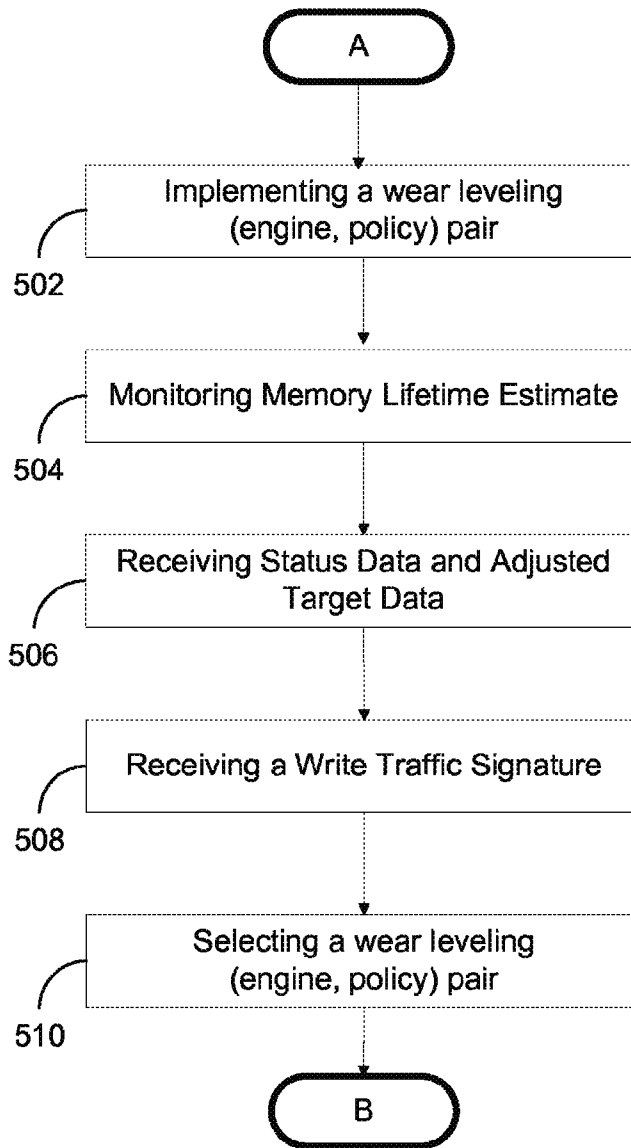 A
Implementing a wear leveling
(engine, policy) pair
502
Monitoring Memory Lifetime Estimate
504
Receiving Status Data and Adjusted
Target Data
506
Receiving a Write Traffic Signature
508
Selecting a wear leveling
(engine, policy) pair
510
B